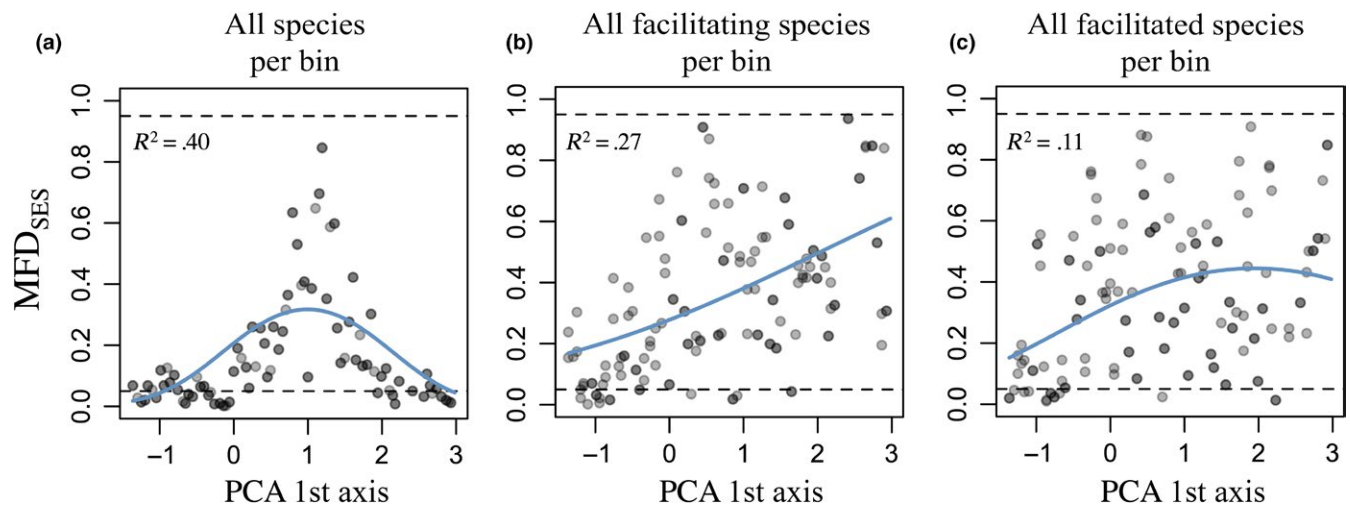 (a)
All species
per bin
(b)
All facilitating species
per bin
(c)
All facilitated species
per bin
MFD_SES
R² = .40
1.0
0.8
0.6
0.4
0.2
0.0
−1 0 1 2 3
PCA 1st axis
R² = .27
1.0
0.8
0.6
0.4
0.2
0.0
−1 0 1 2 3
PCA 1st axis
R² = .11
1.0
0.8
0.6
0.4
0.2
0.0
−1 0 1 2 3
PCA 1st axis